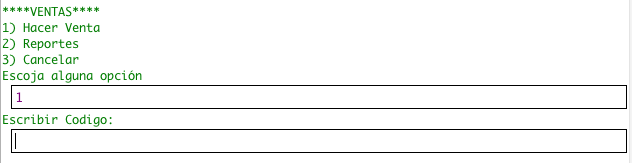 ****VENTAS****
1) Hacer Venta
2) Reportes
3) Cancelar
Escoja alguna opción
1
Escribir Codigo: